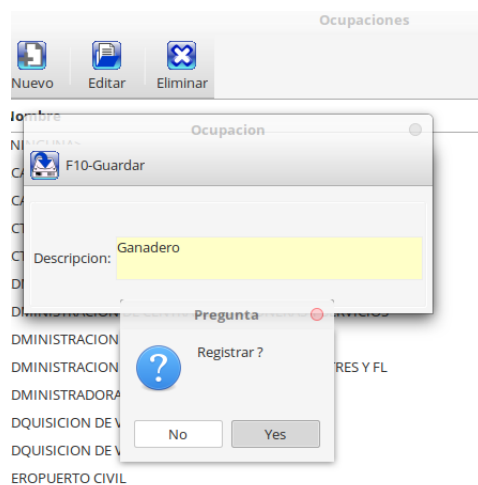 Ocupaciones
Nuevo Editar Eliminar
Nombre
Ocupacion
F10-Guardar
Descripcion: Ganadero
Pregunta
Registrar ?
No Yes
DMINISTRACION
DMINISTRACION TRES Y FL
DMINISTRADORA
DQUISICION DE V
DQUISICION DE V
EROPUERTO CIVIL